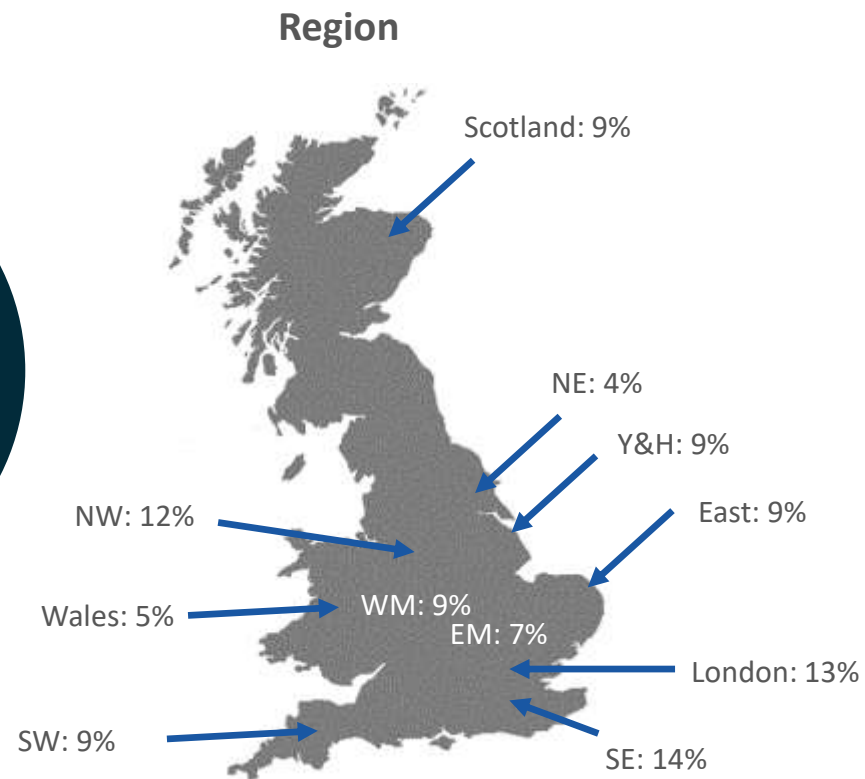 Region
Scotland: 9%
NE: 4%
Y&H: 9%
East: 9%
NW: 12%
WM: 9%
Wales: 5%
EM: 7%
London: 13%
SW: 9%
SE: 14%